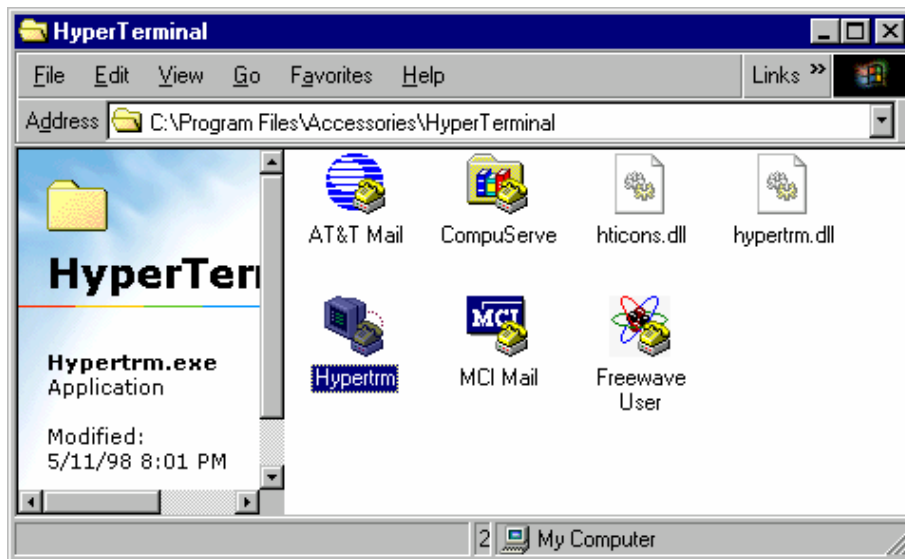 HyperTerminal
File Edit View Go Favorites Help Links »
Address C:\Program Files\Accessories\HyperTerminal
HyperTer
Hypertrm.exe
Application
Modified:
5/11/98 8:01 PM
AT&T Mail CompuServe hticons.dll hypertrm.dll
MCI
Hypertrm MCI Mail Freewave
User
2 My Computer